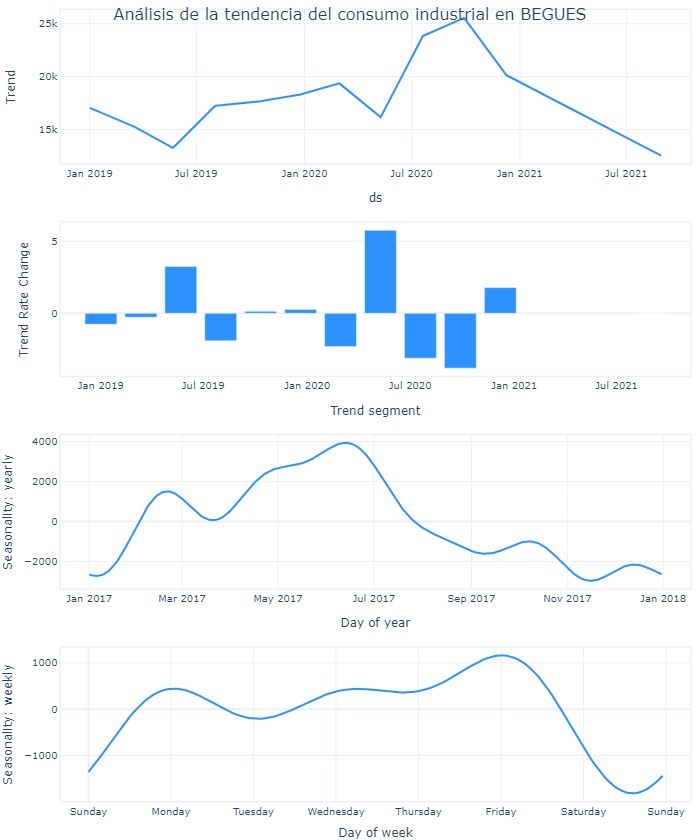 Análisis de la tendencia del consumo industrial en BEGUES
25k
20k
15k
Trend
Jan 2019 Jul 2019 Jan 2020 Jul 2020 Jan 2021 Jul 2021
ds
5
0
Trend Rate Change
Jan 2019 Jul 2019 Jan 2020 Jul 2020 Jan 2021 Jul 2021
Trend segment
4000
2000
0
−2000
Seasonality: yearly
Jan 2017 Mar 2017 May 2017 Jul 2017 Sep 2017 Nov 2017 Jan 2018
Day of year
1000
0
−1000
Seasonality: weekly
Sunday Monday Tuesday Wednesday Thursday Friday Saturday Sunday
Day of week